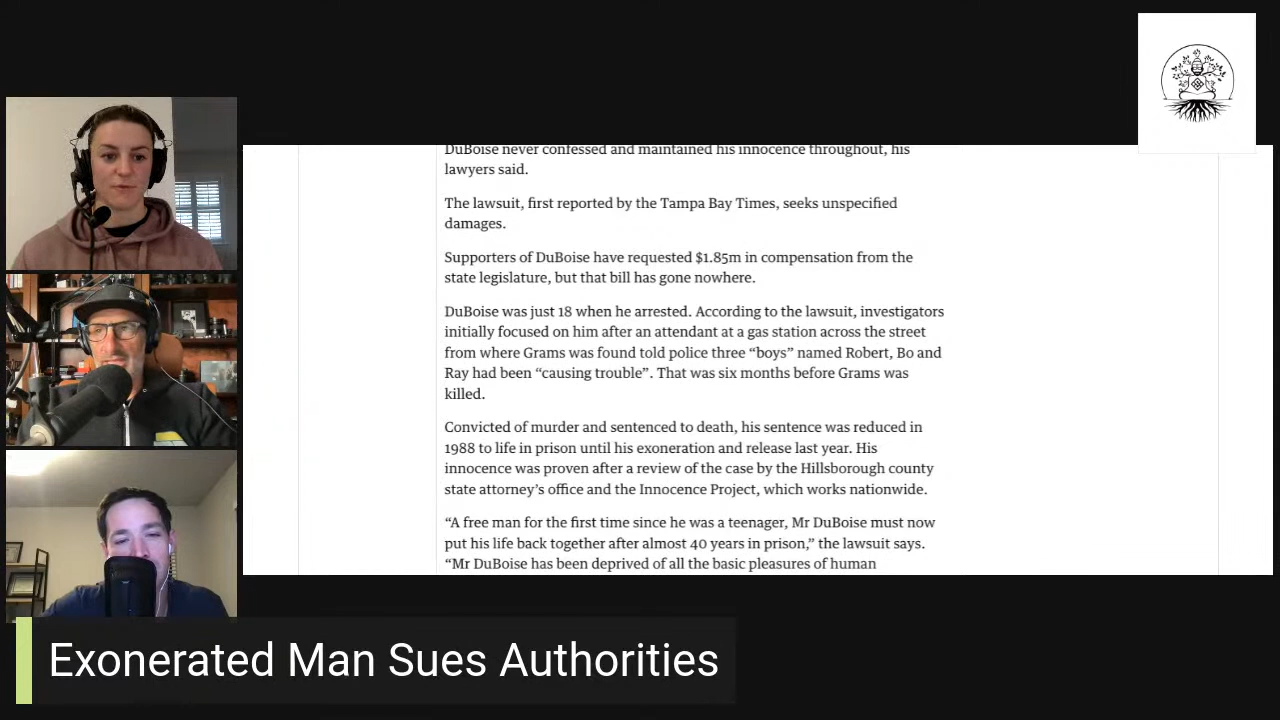 DuBoise never confessed and maintained his innocence throughout, his
lawyers said.
The lawsuit, first reported by the Tampa Bay Times, seeks unspecified
damages.
Supporters of DuBoise have requested $1.85m in compensation from the
state legislature, but that bill has gone nowhere.
DuBoise was just 18 when he arrested. According to the lawsuit, investigators
initially focused on him after an attendant at a gas station across the street
from where Grams was found told police three “boys” named Robert, Bo and
Ray had been “causing trouble”. That was six months before Grams was
killed.
Convicted of murder and sentenced to death, his sentence was reduced in
1988 to life in prison until his exoneration and release last year. His
innocence was proven after a review of the case by the Hillsborough county
state attorney’s office and the Innocence Project, which works nationwide.
“A free man for the first time since he was a teenager, Mr DuBoise must now
put his life back together after almost 40 years in prison,” the lawsuit says.
“Mr DuBoise has been deprived of all the basic pleasures of human
Exonerated Man Sues Authorities